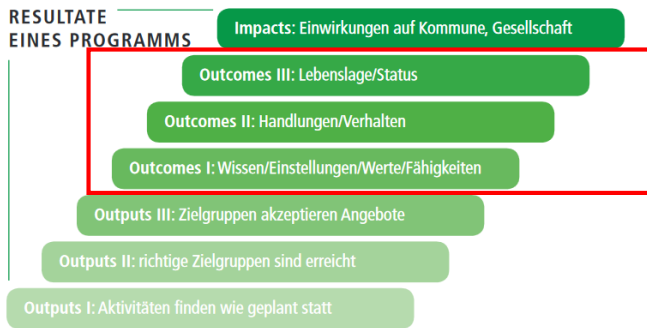 RESULTATE
EINES PROGRAMMS
Impacts: Einwirkungen auf Kommune, Gesellschaft
Outcomes III: Lebenslage/Status
Outcomes II: Handlungen/Verhalten
Outcomes I: Wissen/Einstellungen/Werte/Fähigkeiten
Outputs III: Zielgruppen akzeptieren Angebote
Outputs II: richtige Zielgruppen sind erreicht
Outputs I: Aktivitäten finden wie geplant statt